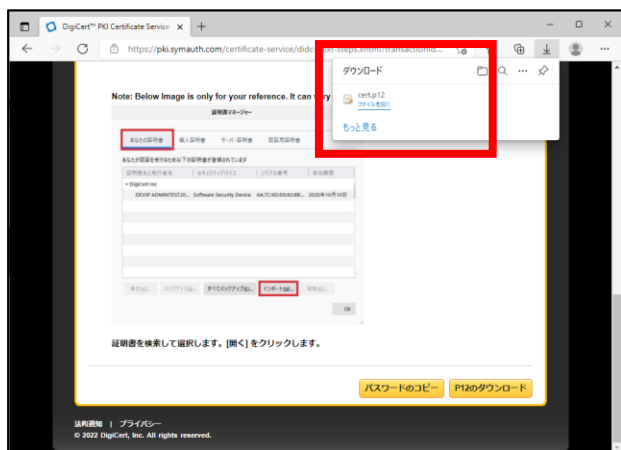 DigiCert™ PKI Certificate Service
https://pki.symauth.com/certificate-service/
ダウンロード
cert.p12
ファイルを開く
もっと見る
Note: Below Image is only for your reference. It can vary
証明書マネージャー
あなたの証明書 個人証明書 サーバー証明書 認証局証明書
あなたが認証を受けるため以下の証明書が登録されています
証明書名と発行者名 セキュリティデバイス シリアル番号 有効期限
DigiCert Inc
Software Security Device 2020年10月10日
すべてバックアップ(k)... インポート(M)...
OK
証明書を検索して選択します。[開く] をクリックします。
パスワードのコピー P12のダウンロード
法的通知 | プライバシー
© 2022 DigiCert, Inc. All rights reserved.